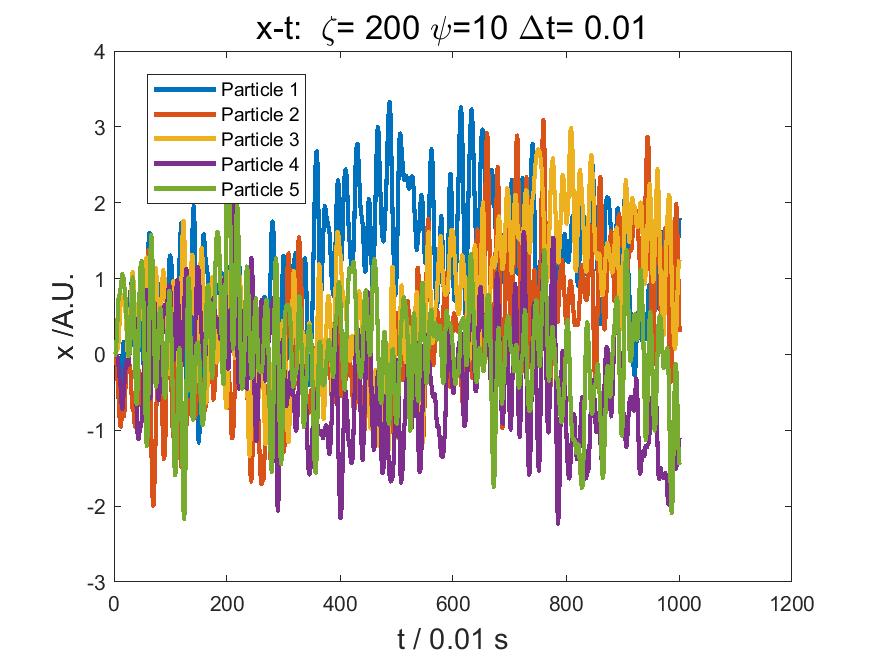 x-t: ζ= 200 ψ=10 Δt= 0.01
4
3
2
1
0
-1
-2
-3
x /A.U.
Particle 1
Particle 2
Particle 3
Particle 4
Particle 5
0 200 400 600 800 1000 1200
t / 0.01 s